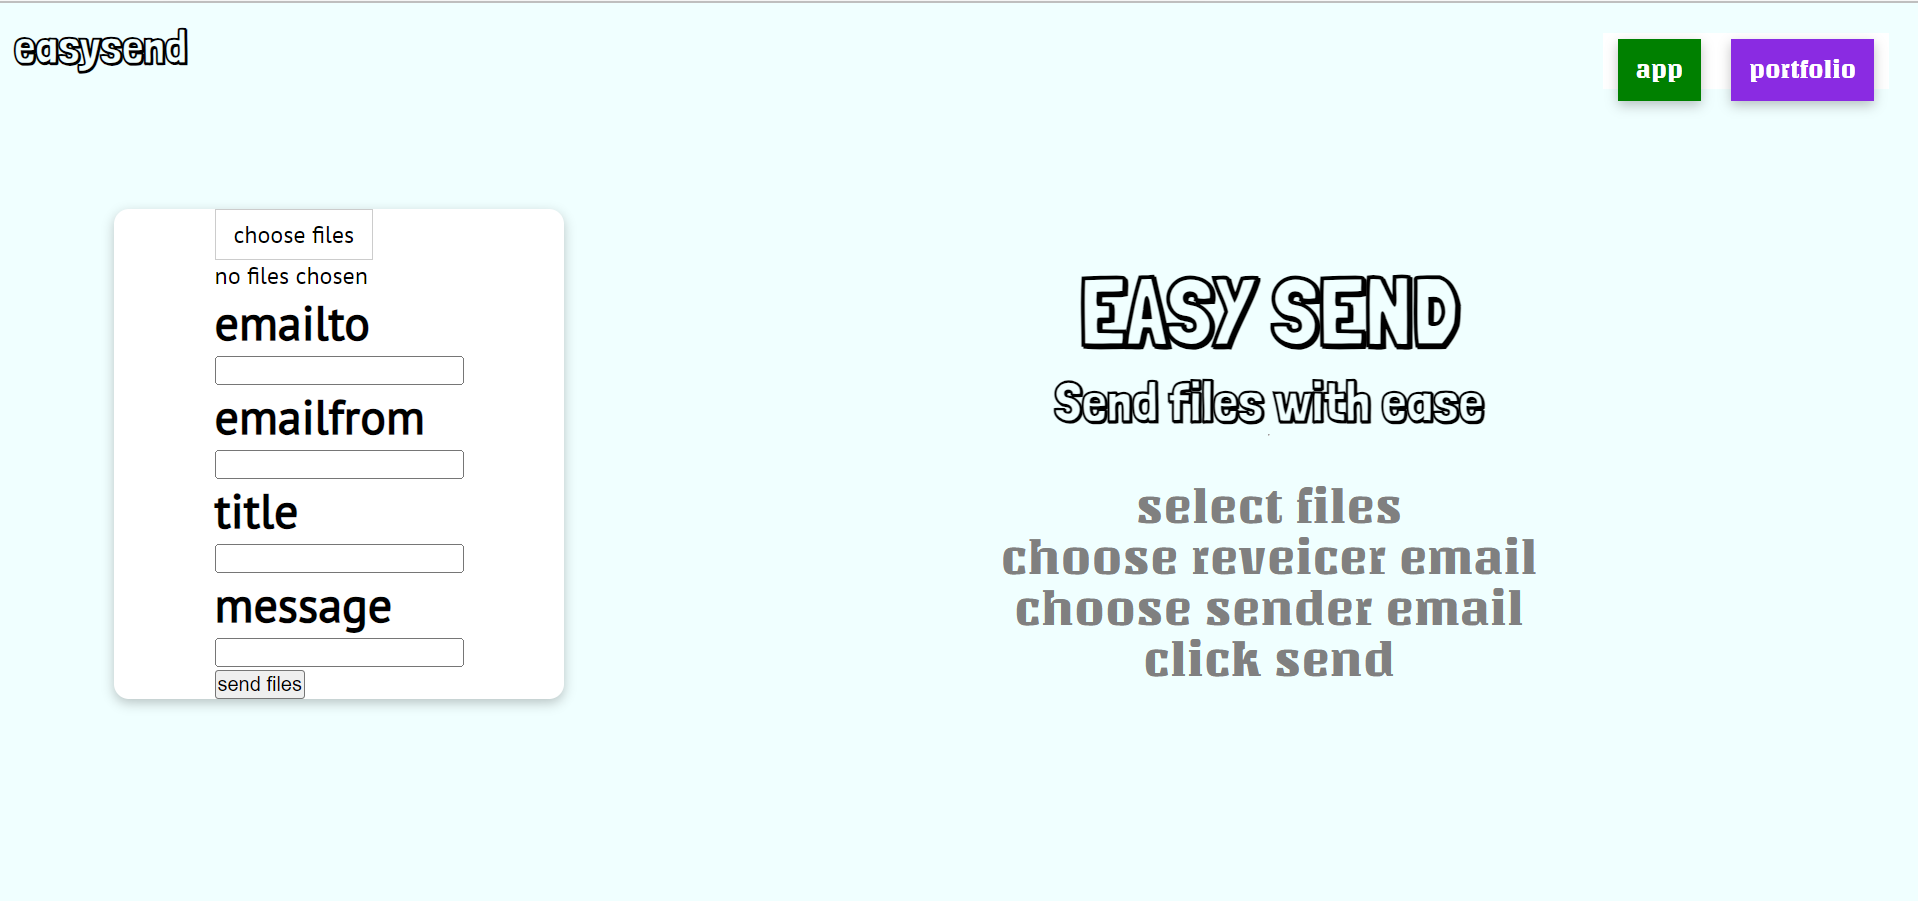 easysend
app
portfolio
choose files
no files chosen
emailto
emailfrom
title
message
send files
EASY SEND
Send files with ease
select files
choose reveicer email
choose sender email
click send